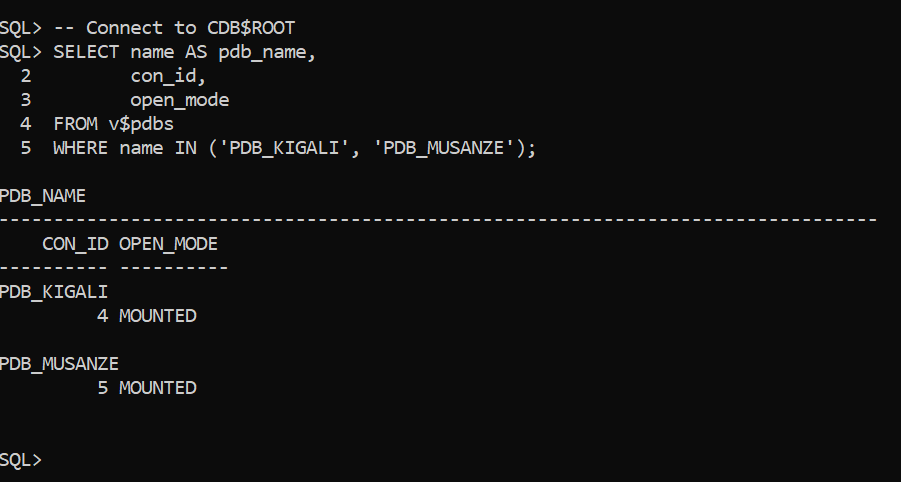 SQL> -- Connect to CDB$ROOT
SQL> SELECT name AS pdb_name,
  2         con_id,
  3         open_mode
  4  FROM v$pdbs
  5  WHERE name IN ('PDB_KIGALI', 'PDB_MUSANZE');

PDB_NAME
--------------------------------------------------------------------------------
    CON_ID OPEN_MODE
---------- ----------
PDB_KIGALI
         4 MOUNTED

PDB_MUSANZE
         5 MOUNTED


SQL>